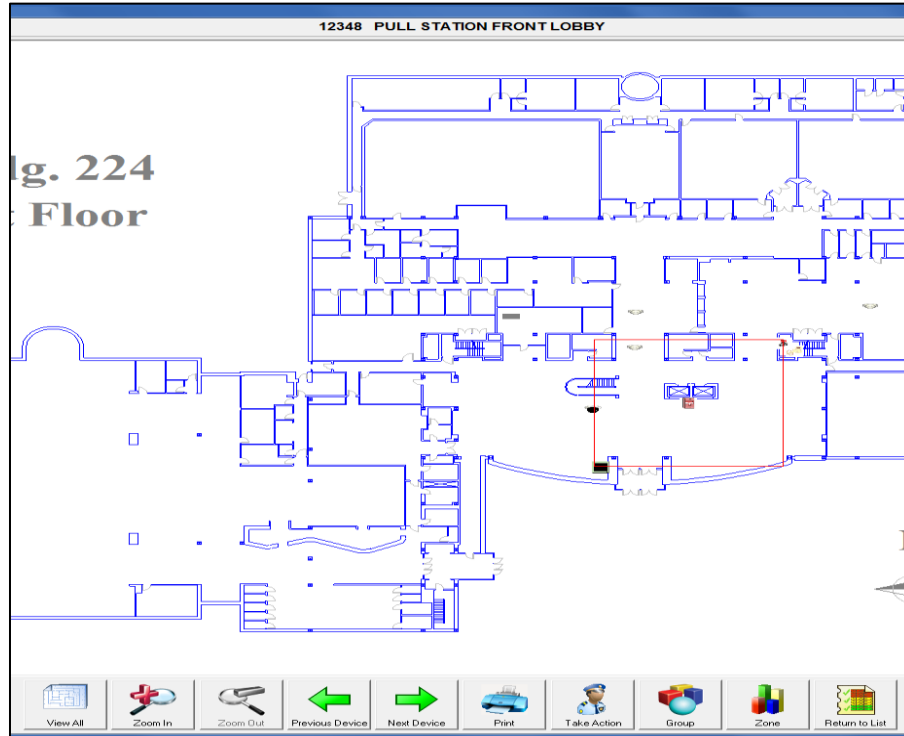 12348 PULL STATION FRONT LOBBY
lg. 224
t Floor
View All
Zoom In
Zoom Out
Previous Device
Next Device
Print
Take Action
Group
Zone
Return to List